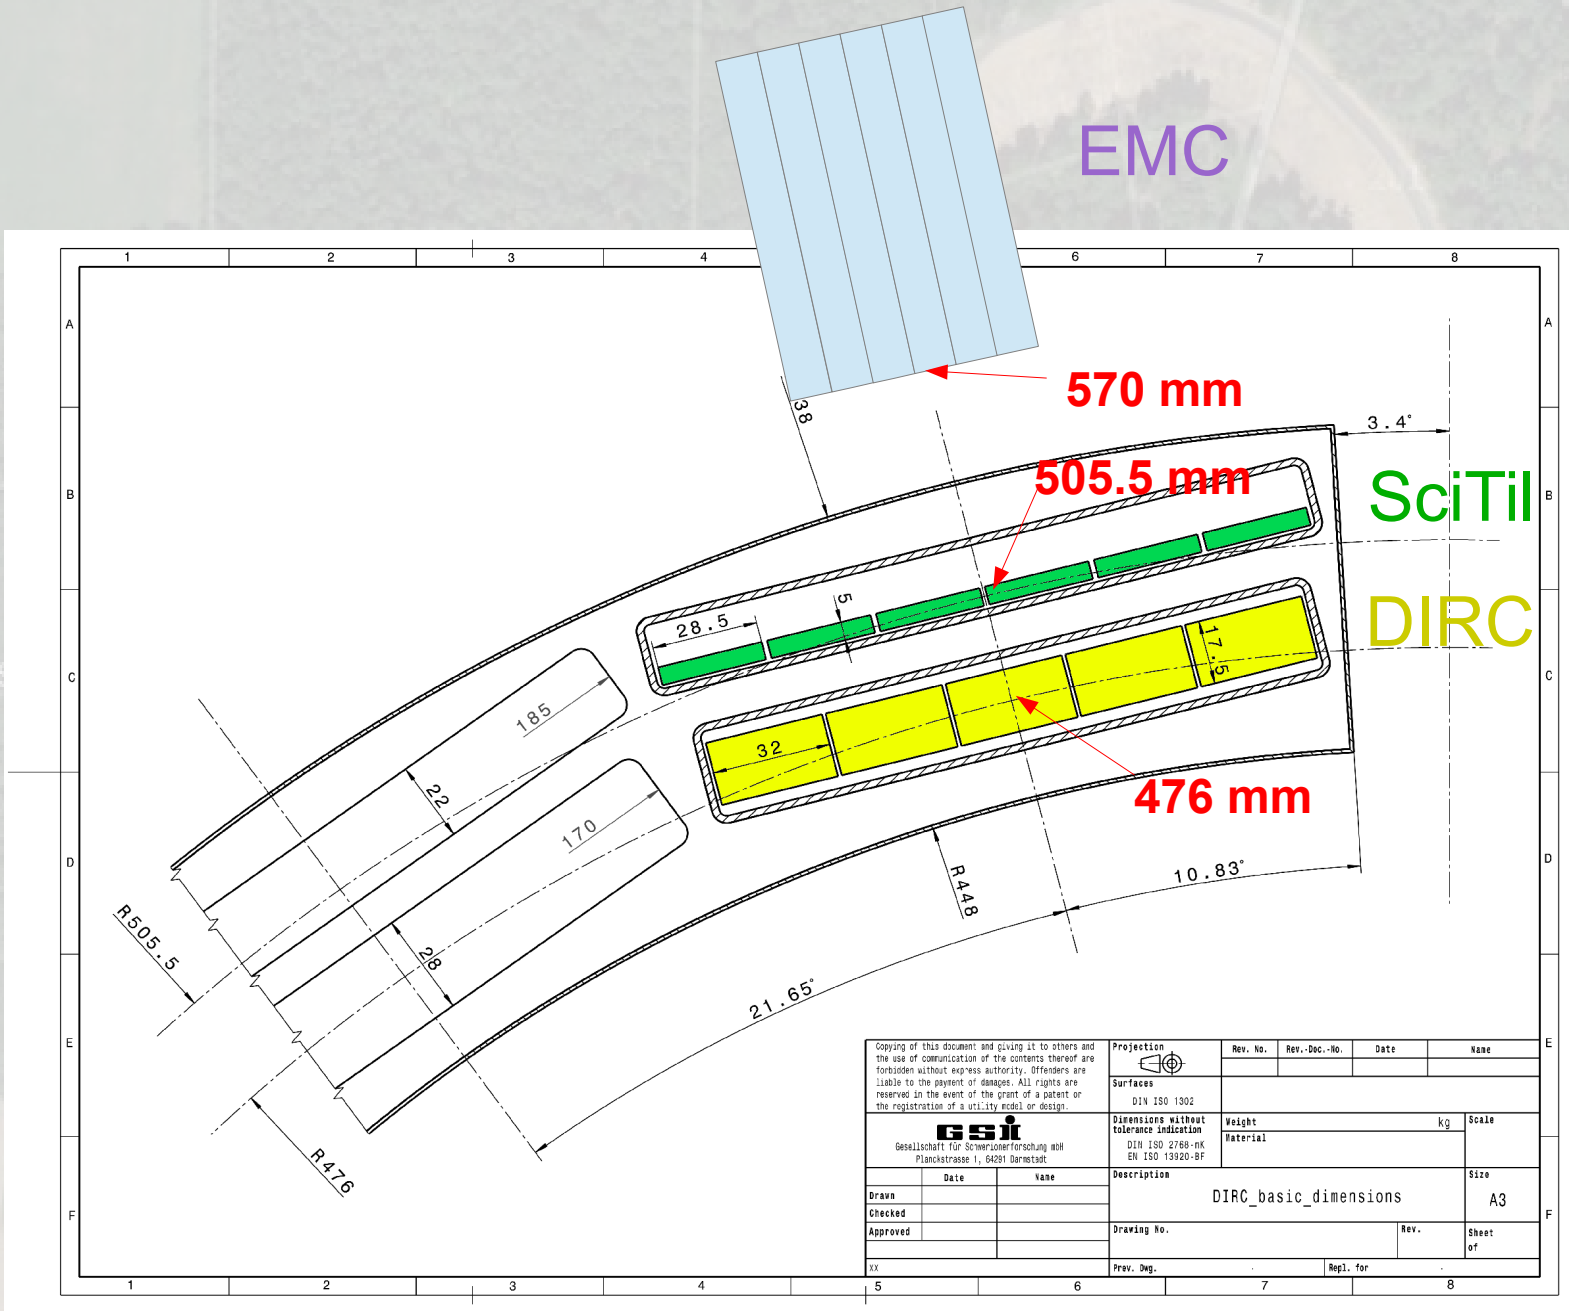 EMC
1 2 3 4 6 7 8
A A
570 mm
38
3.4°
505.5 mm
SciTil
B B
5
28.5
DIRC
17.5
C C
185
32
22
476 mm
170
D D
R448
10.83°
R505.5
28
21.65°
E E
R476
F F
Copying of this document and giving it to others and
the use of communication of the contents thereof are
forbidden without express authority. Offenders are
liable to the payment of damages. All rights are
reserved in the event of the grant of a patent or
the registration of a utility model or design.
GSI
Gesellschaft für Schwerionenforschung mbH
Planckstrasse 1, 64291 Darmstadt
Date Name
Drawn
Checked
Approved
XX
Projection
Rev. No. Rev.-Doc.-No. Date Name
Surfaces
DIN ISO 1302
Dimensions without
tolerance indication
DIN ISO 2768-mK
EN ISO 13920-BF
Weight kg
Material
Scale
Description
DIRC_basic_dimensions
Size
A3
Drawing No. Rev.
Sheet
of
Prev. Dwg. - Repl. for -
1 2 3 4 5 6 7 8